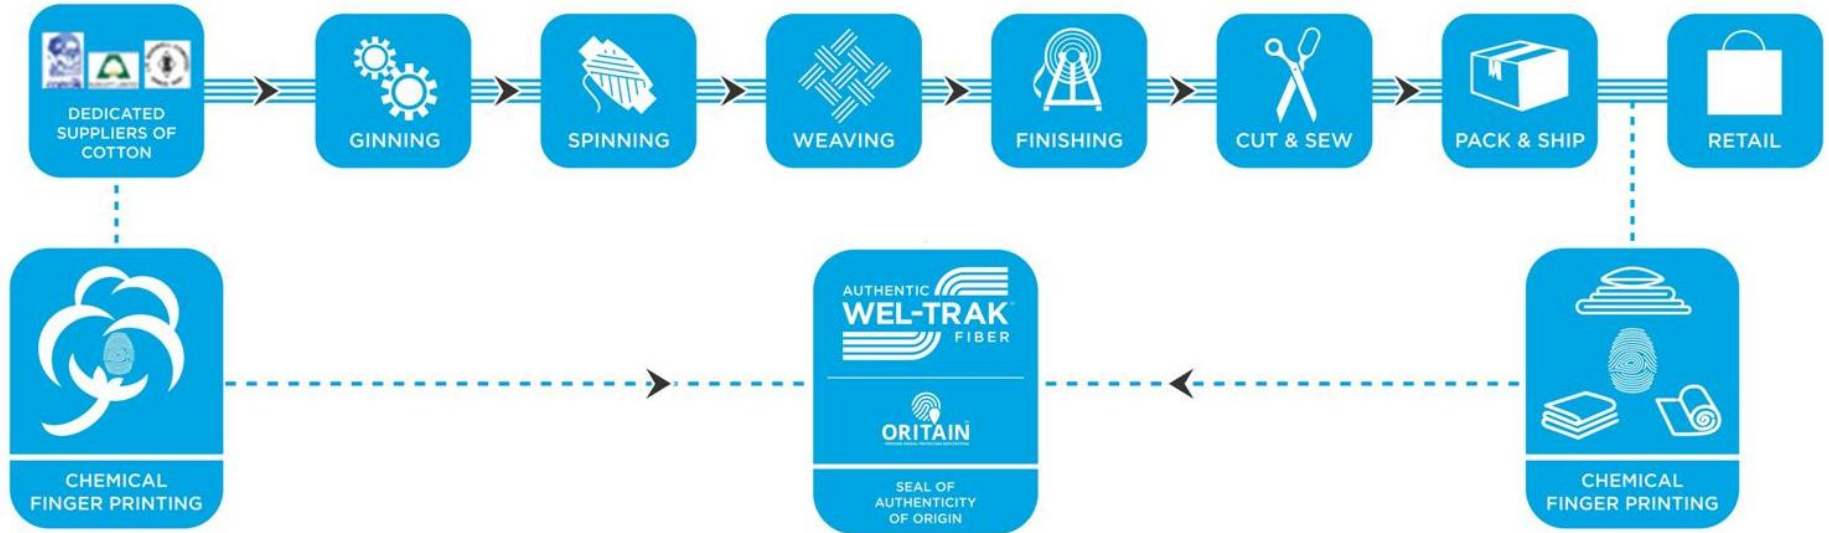 DEDICATED
SUPPLIERS OF
COTTON
GINNING
SPINNING
WEAVING
FINISHING
CUT & SEW
PACK & SHIP
RETAIL
AUTHENTIC
WEL-TRAK™
FIBER
ORITAIN
CHEMICAL
FINGER PRINTING
SEAL OF
AUTHENTICITY
OF ORIGIN
CHEMICAL
FINGER PRINTING